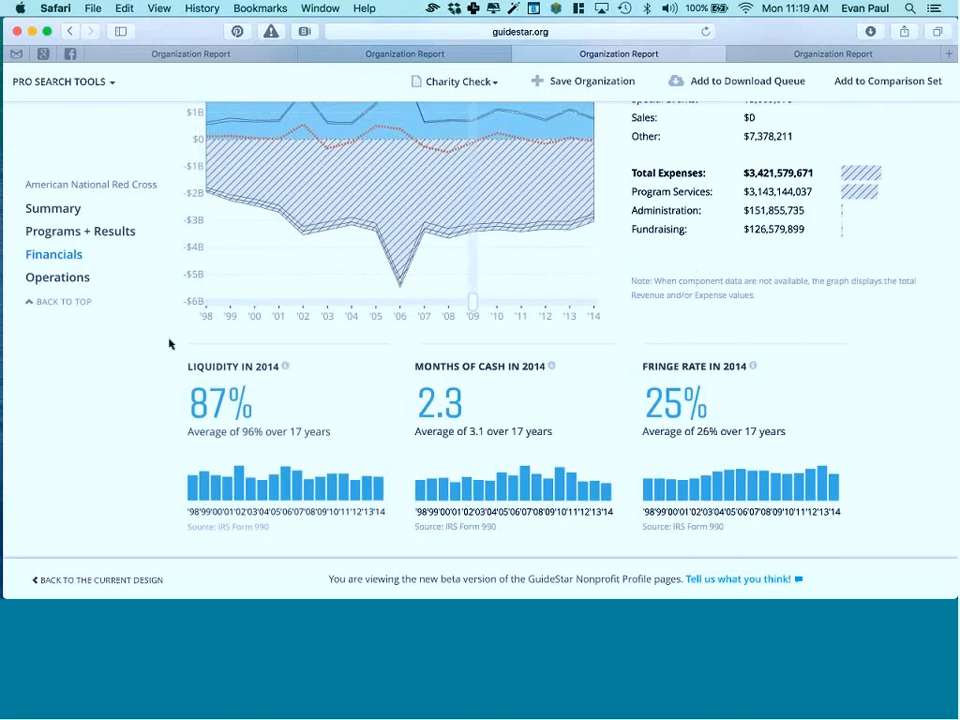 Safari File Edit View History Bookmarks Window Help 100% Mon 11:19 AM Evan Paul
guidestar.org
Organization Report Organization Report Organization Report Organization Report
PRO SEARCH TOOLS Charity Check Save Organization Add to Download Queue Add to Comparison Set
American National Red Cross
Summary
Programs + Results
Financials
Operations
BACK TO TOP
$1B
$0
-$1B
-$2B
-$3B
-$4B
-$5B
-$6B
'98 '99 '00 '01 '02 '03 '04 '05 '06 '07 '08 '09 '10 '11 '12 '13 '14
Sales: $0
Other: $7,378,211
Total Expenses: $3,421,579,671
Program Services: $3,143,144,037
Administration: $151,855,735
Fundraising: $126,579,899
Note: When component data are not available, the graph displays the total
Revenue and/or Expense values.
LIQUIDITY IN 2014
87%
Average of 96% over 17 years
'98'99'00'01'02'03'04'05'06'07'08'09'10'11'12'13'14
Source: IRS Form 990
MONTHS OF CASH IN 2014
2.3
Average of 3.1 over 17 years
'98'99'00'01'02'03'04'05'06'07'08'09'10'11'12'13'14
Source: IRS Form 990
FRINGE RATE IN 2014
25%
Average of 26% over 17 years
'98'99'00'01'02'03'04'05'06'07'08'09'10'11'12'13'14
Source: IRS Form 990
BACK TO THE CURRENT DESIGN You are viewing the new beta version of the GuideStar Nonprofit Profile pages. Tell us what you think!